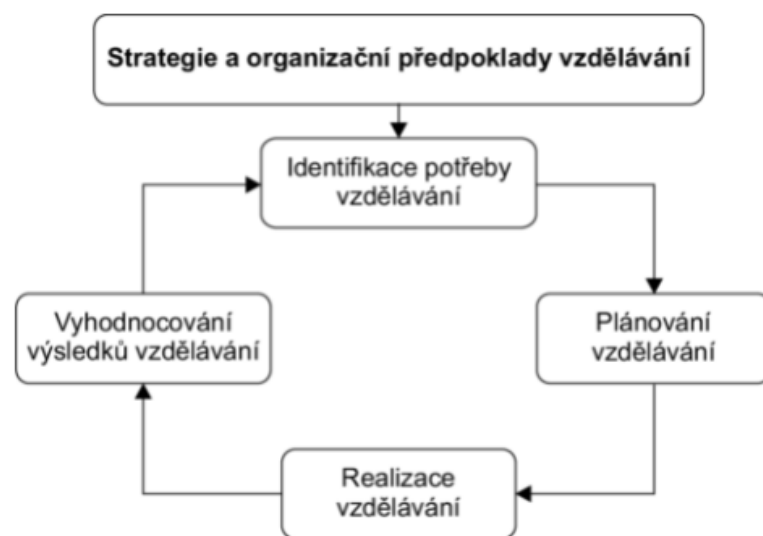 Strategie a organizační předpoklady vzdělávání
Identifikace potřeby
vzdělávání
Vyhodnocování
výsledků vzdělávání
Plánování
vzdělávání
Realizace
vzdělávání